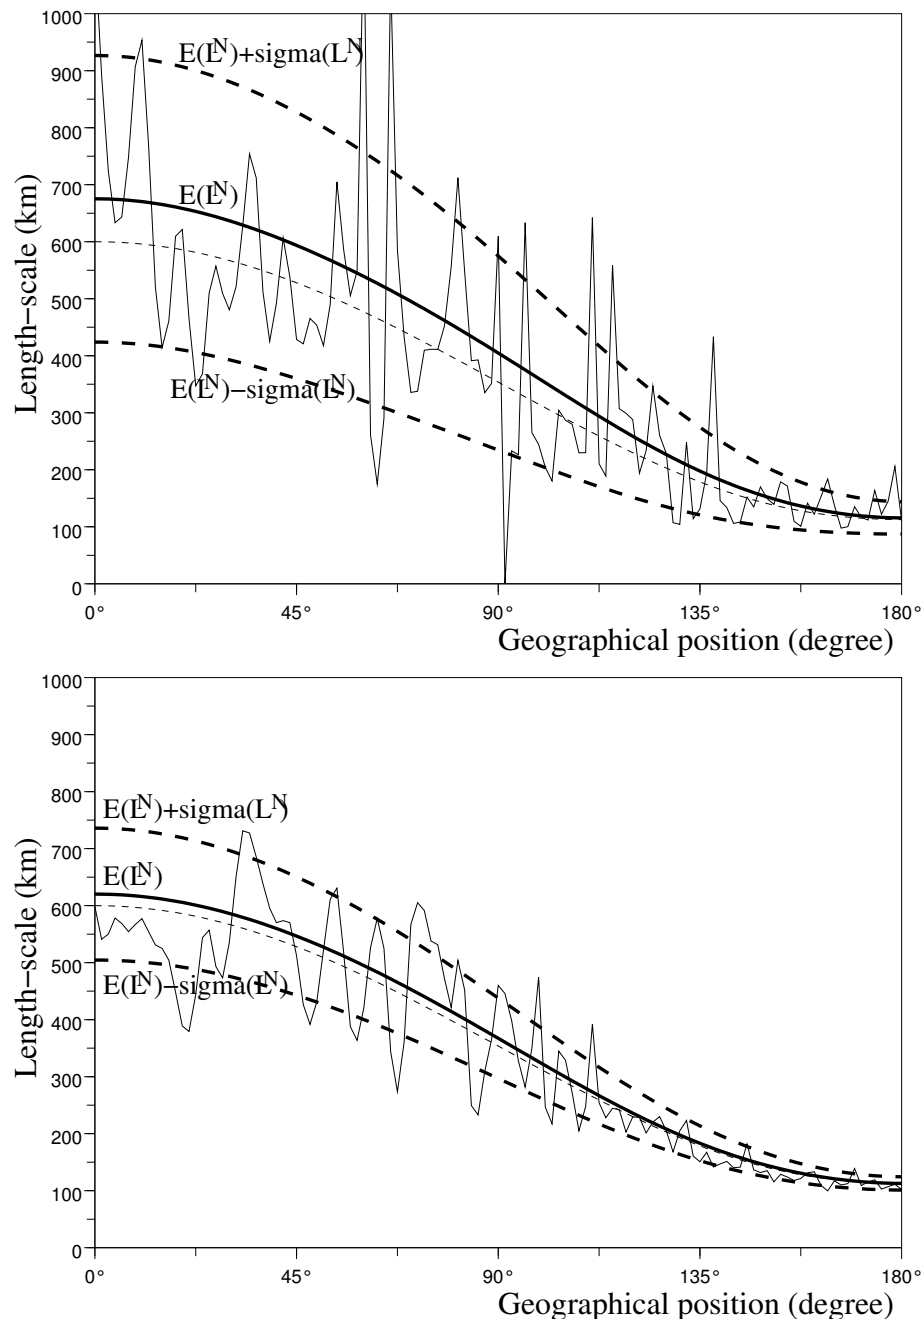 1000
900
800
700
600
500
400
300
200
100
0
Length−scale (km)
E(L^N)+sigma(L^N)
E(L^N)
E(L^N)−sigma(L^N)
0° 45° 90° 135° 180°
Geographical position (degree)
1000
900
800
700
600
500
400
300
200
100
0
Length−scale (km)
E(L^N)+sigma(L^N)
E(L^N)
E(L^N)−sigma(L^N)
0° 45° 90° 135° 180°
Geographical position (degree)